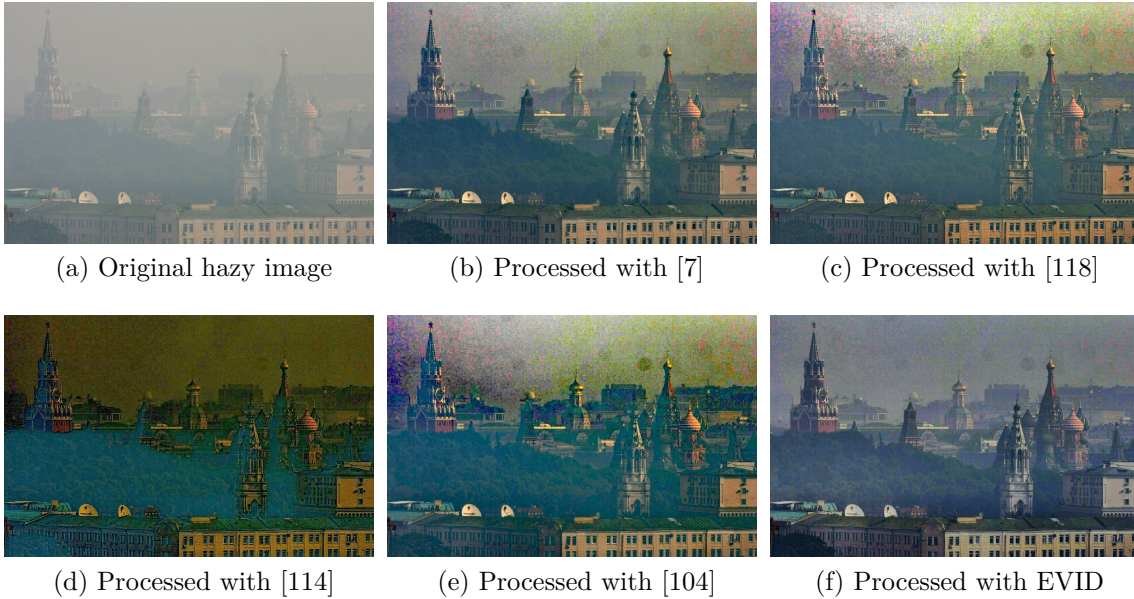 (a) Original hazy image
(b) Processed with [7]
(c) Processed with [118]
(d) Processed with [114]
(e) Processed with [104]
(f) Processed with EVID